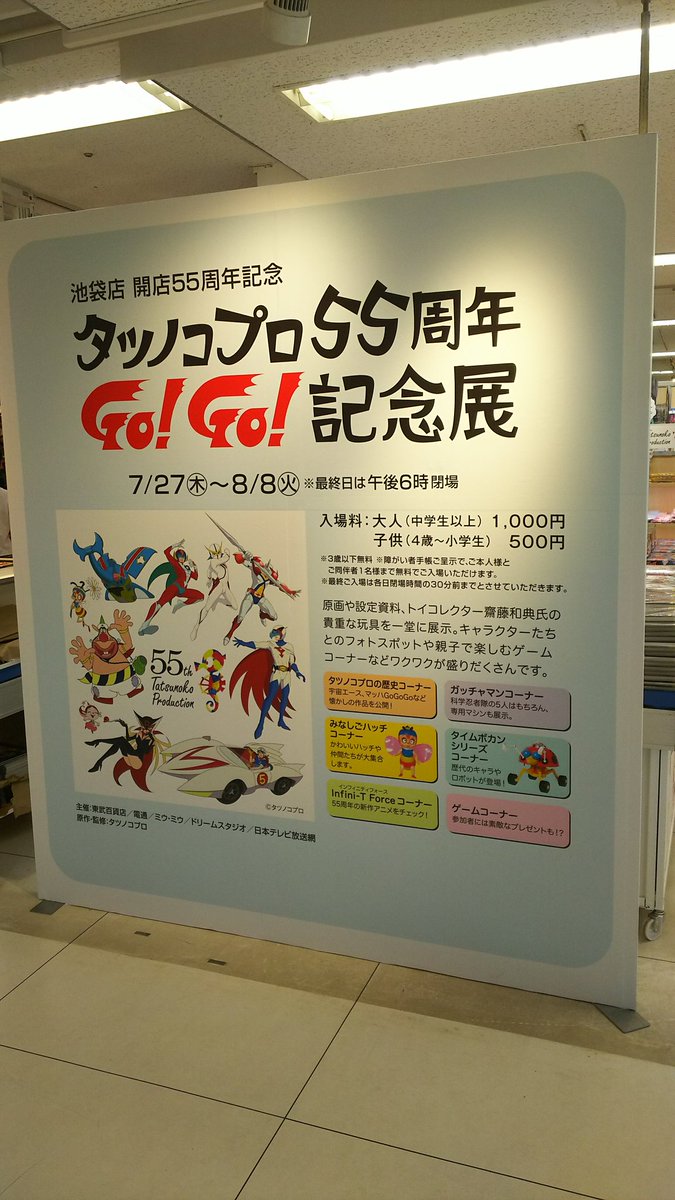 池袋店 開店55周年記念
タツノコプロ55周年
Go! Go! 記念展
7/27㊍〜8/8㊋ ※最終日は午後6時閉場
入場料:大人(中学生以上) 1,000円
子供(4歳〜小学生) 500円
※3歳以下無料 ※障がい者手帳ご呈示で、ご本人様と
ご同伴者1名様まで無料でご入場いただけます。
※最終ご入場は各日閉場時間の30分前までとさせていただきます。
原画や設定資料、トイコレクター齋藤和典氏の
貴重な玩具を一堂に展示。キャラクターたち
とのフォトスポットや親子で楽しむゲーム
コーナーなどワクワクが盛りだくさんです。
55th
Tatsunoko
Production
5
©タツノコプロ
タツノコプロの歴史コーナー
宇宙エース、マッハGoGoGoなど
懐かしの作品を公開!
ガッチャマンコーナー
科学忍者隊の5人はもちろん、
専用マシンも展示。
みなしごハッチ
コーナー
かわいいハッチや
仲間たちが大集合
します。
タイムボカン
シリーズ
コーナー
歴代のキャラや
ロボットが登場!
インフィニティフォース
Infini-T Forceコーナー
55周年の新作アニメをチェック!
ゲームコーナー
参加者には素敵なプレゼントも!?
主催:東武百貨店/電通/ミウ・ミウ/ドリームスタジオ/日本テレビ放送網
原作・監修:タツノコプロ